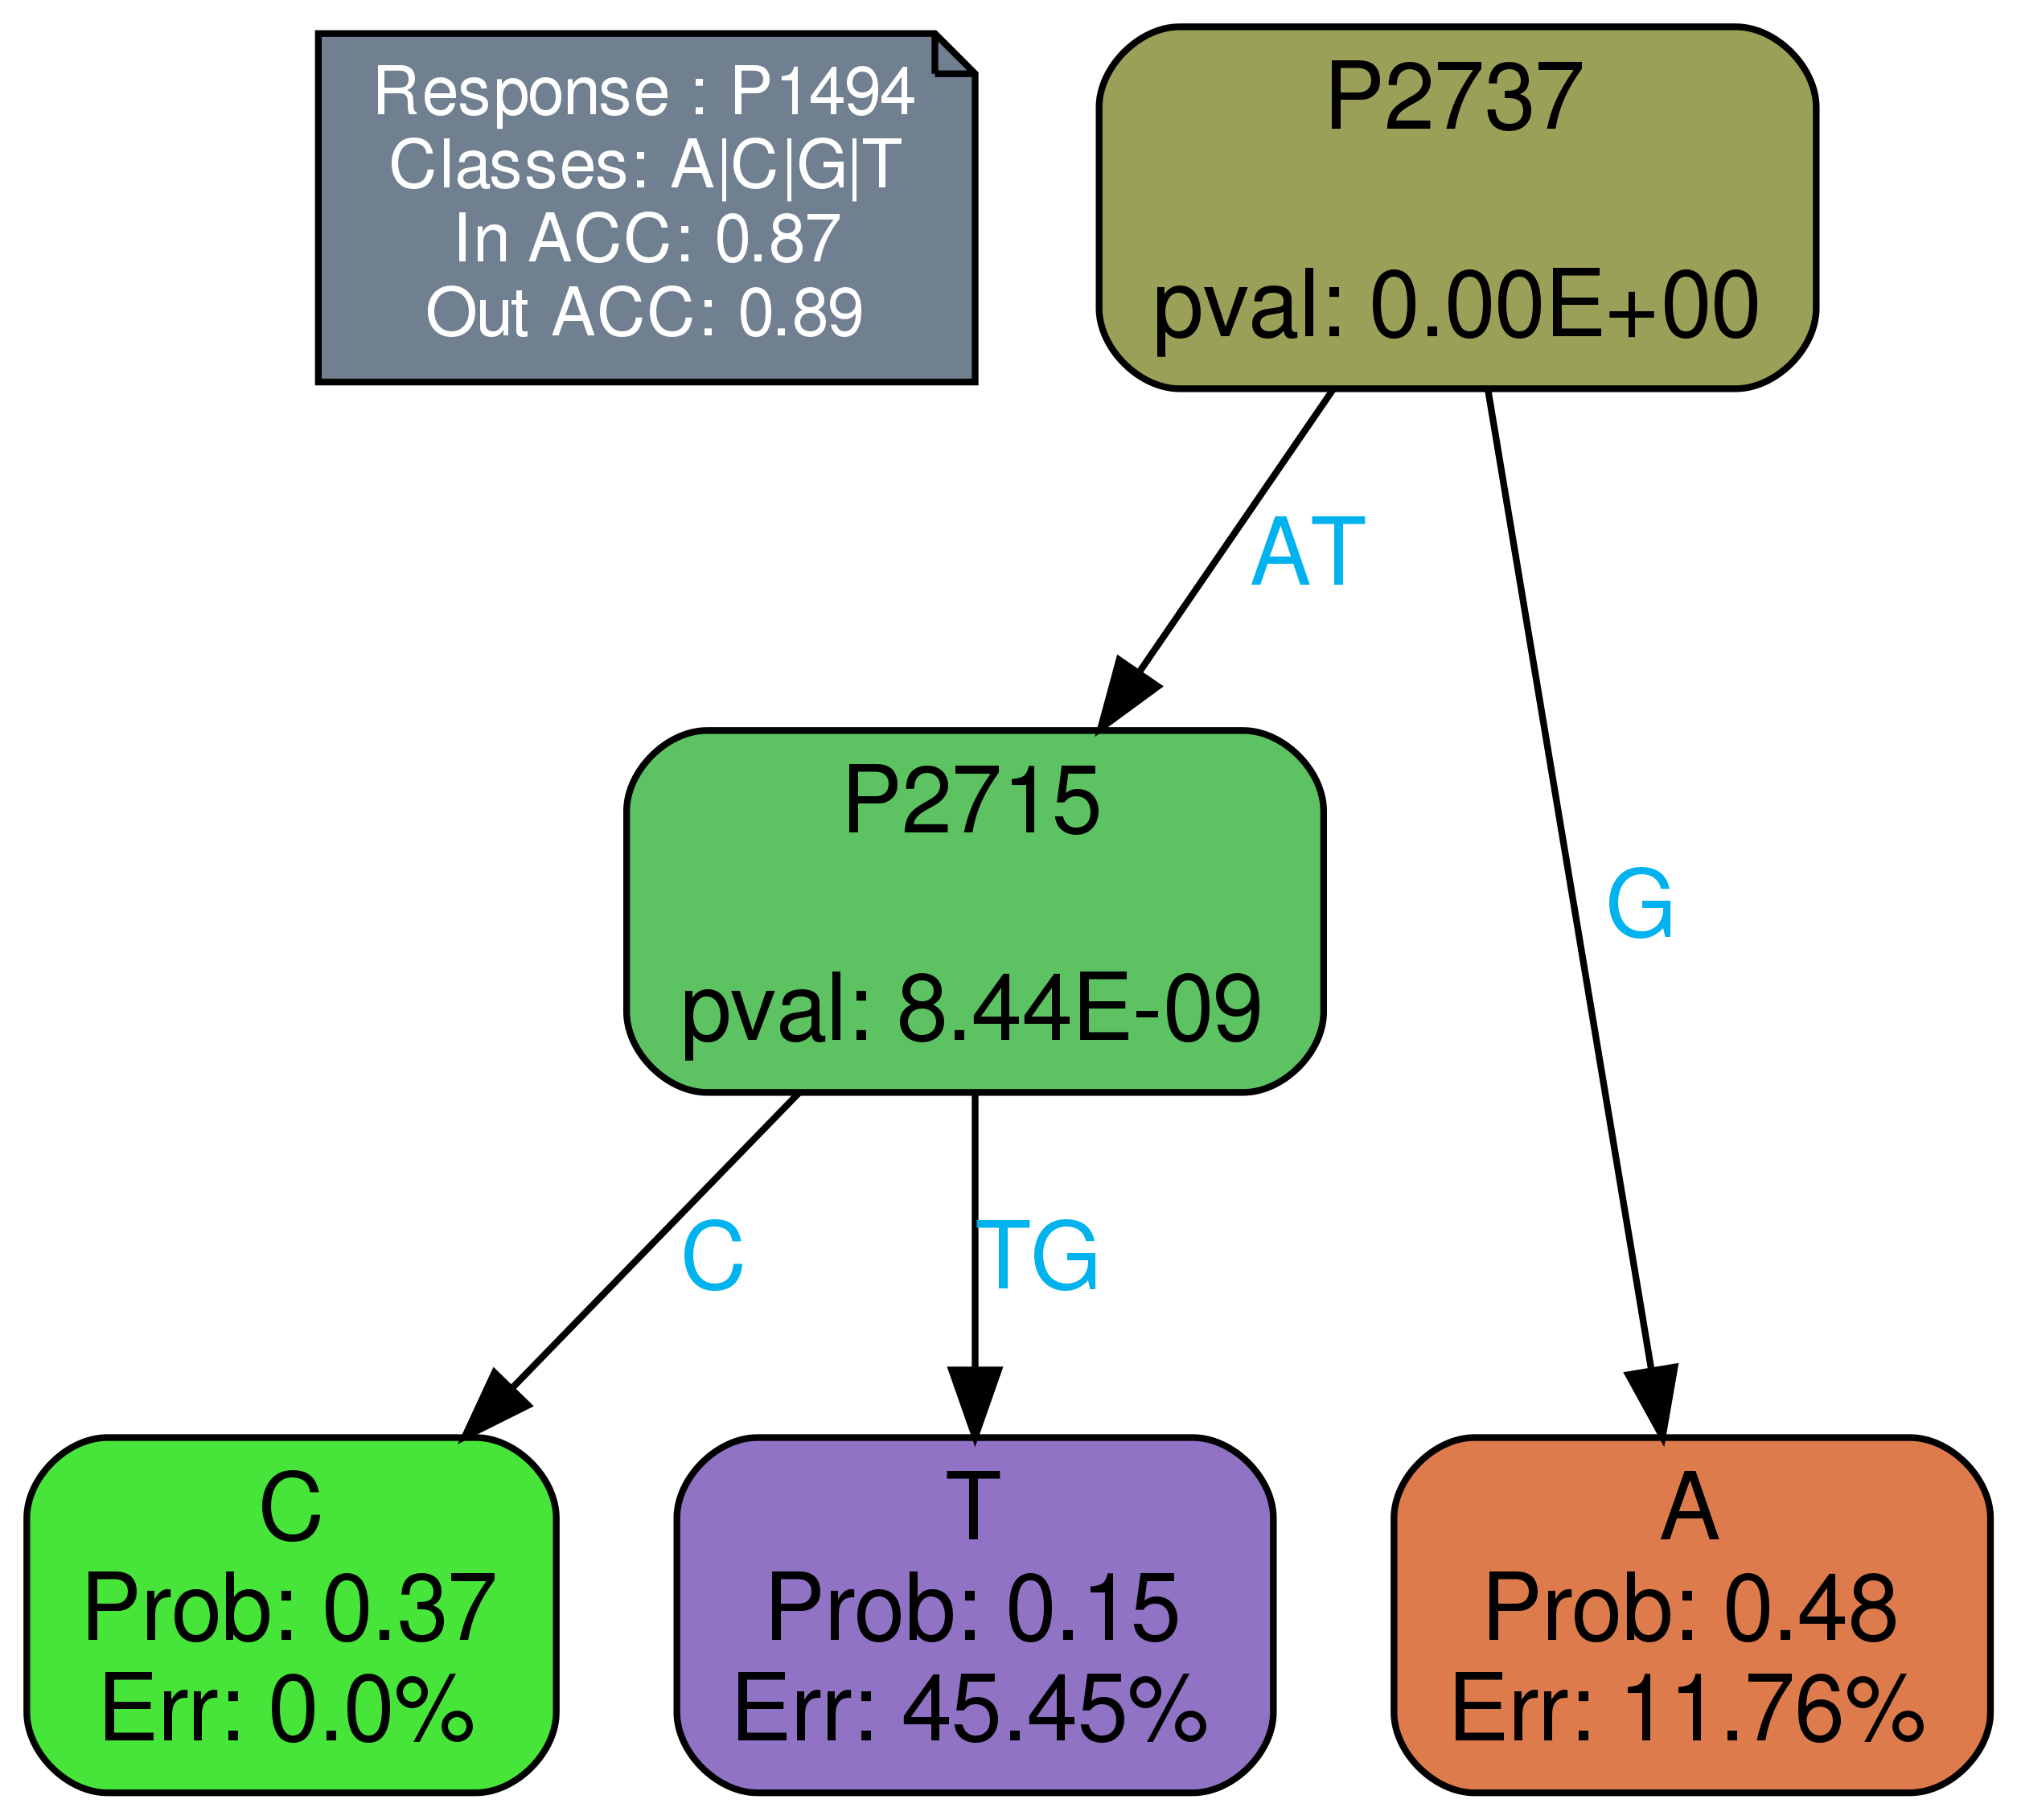 Response : P1494
Classes: A|C|G|T
In ACC: 0.87
Out ACC: 0.89
P2737
pval: 0.00E+00
AT
G
P2715
pval: 8.44E-09
C
TG
C
Prob: 0.37
Err: 0.0%
T
Prob: 0.15
Err: 45.45%
A
Prob: 0.48
Err: 11.76%